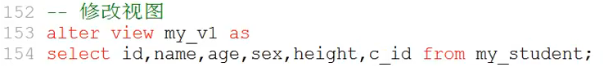 152 -- 修改视图
153 alter view my_v1 as
154 select id,name,age,sex,height,c_id from my_student;